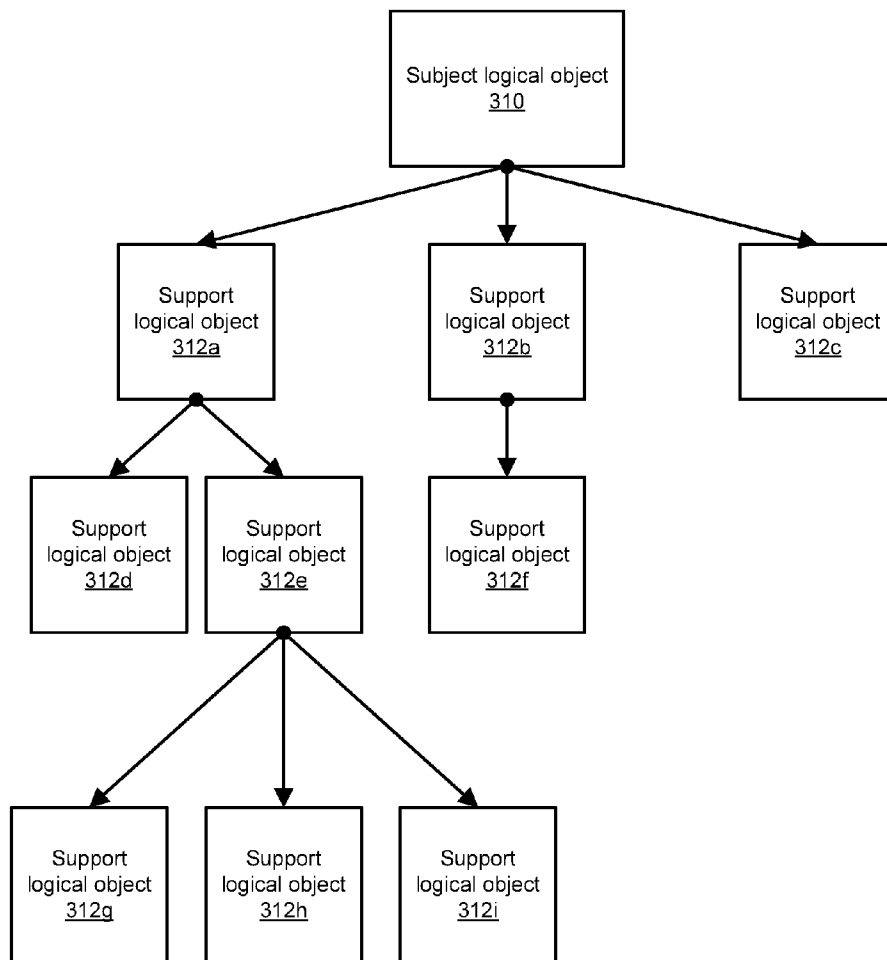 Subject logical object
310
Support
logical object
312a
Support
logical object
312b
Support
logical object
312c
Support
logical object
312d
Support
logical object
312e
Support
logical object
312f
Support
logical object
312g
Support
logical object
312h
Support
logical object
312i